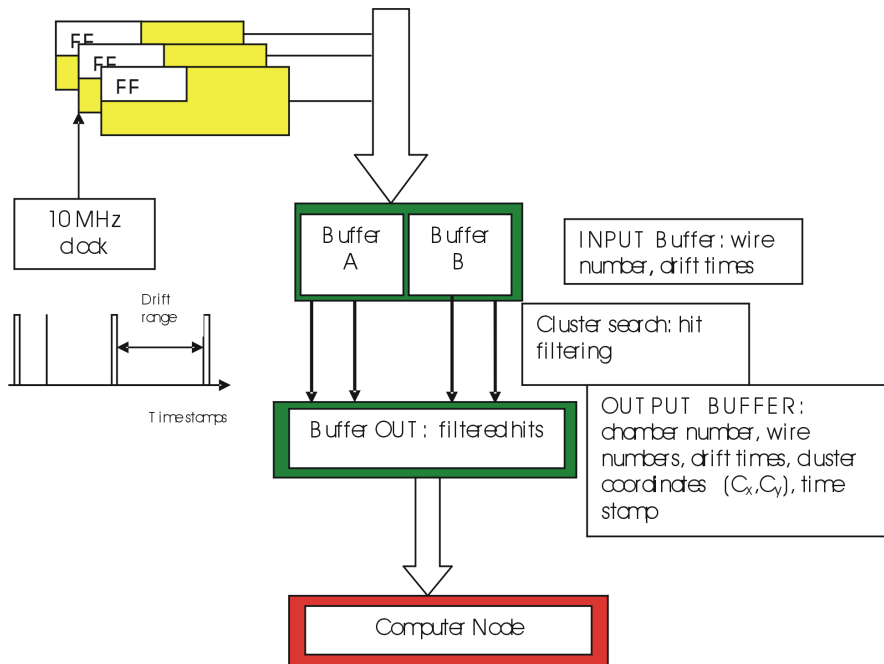 FF
FF
FF
10 MHz
clock
Buffer
A
Buffer
B
INPUT Buffer: wire
number, drift times
Drift
range
Time stamps
Cluster search: hit
filtering
Buffer OUT: filtered hits
OUTPUT BUFFER:
chamber number, wire
numbers, drift times, cluster
coordinates (Cx,Cy), time
stamp
Computer Node